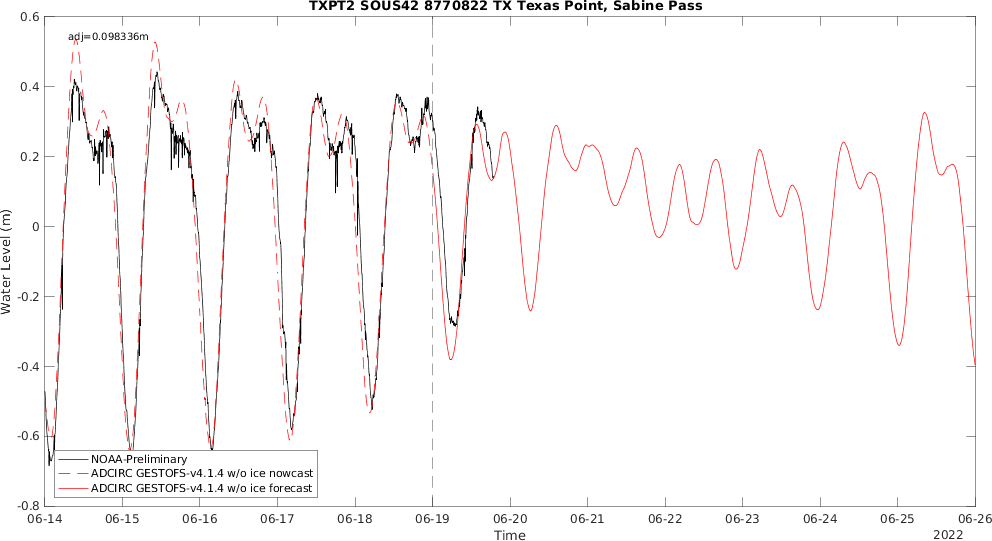 TXPT2 SOUS42 8770822 TX Texas Point, Sabine Pass
adj=0.098336m
0.6
0.4
0.2
0
-0.2
-0.4
-0.6
-0.8
Water Level (m)
NOAA-Preliminary
ADCIRC GESTOFS-v4.1.4 w/o ice nowcast
ADCIRC GESTOFS-v4.1.4 w/o ice forecast
06-14 06-15 06-16 06-17 06-18 06-19 06-20 06-21 06-22 06-23 06-24 06-25 06-26
Time
2022